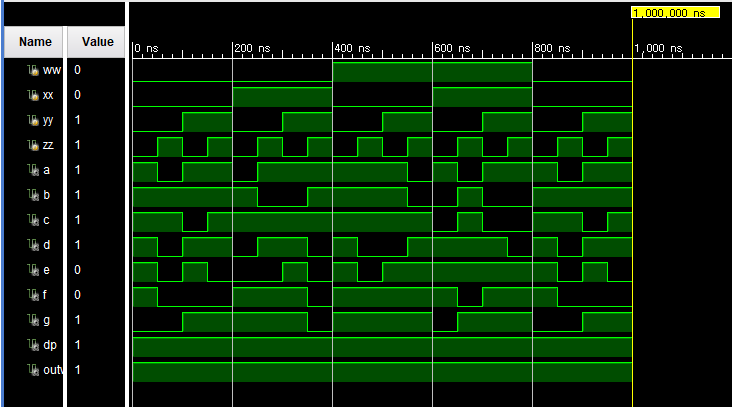 1,000,000 ns
Name Value
0 ns 200 ns 400 ns 600 ns 800 ns 1,000 ns
ww 0
xx 0
yy 1
zz 1
a 1
b 1
c 1
d 1
e 0
f 0
g 1
dp 1
outv 1